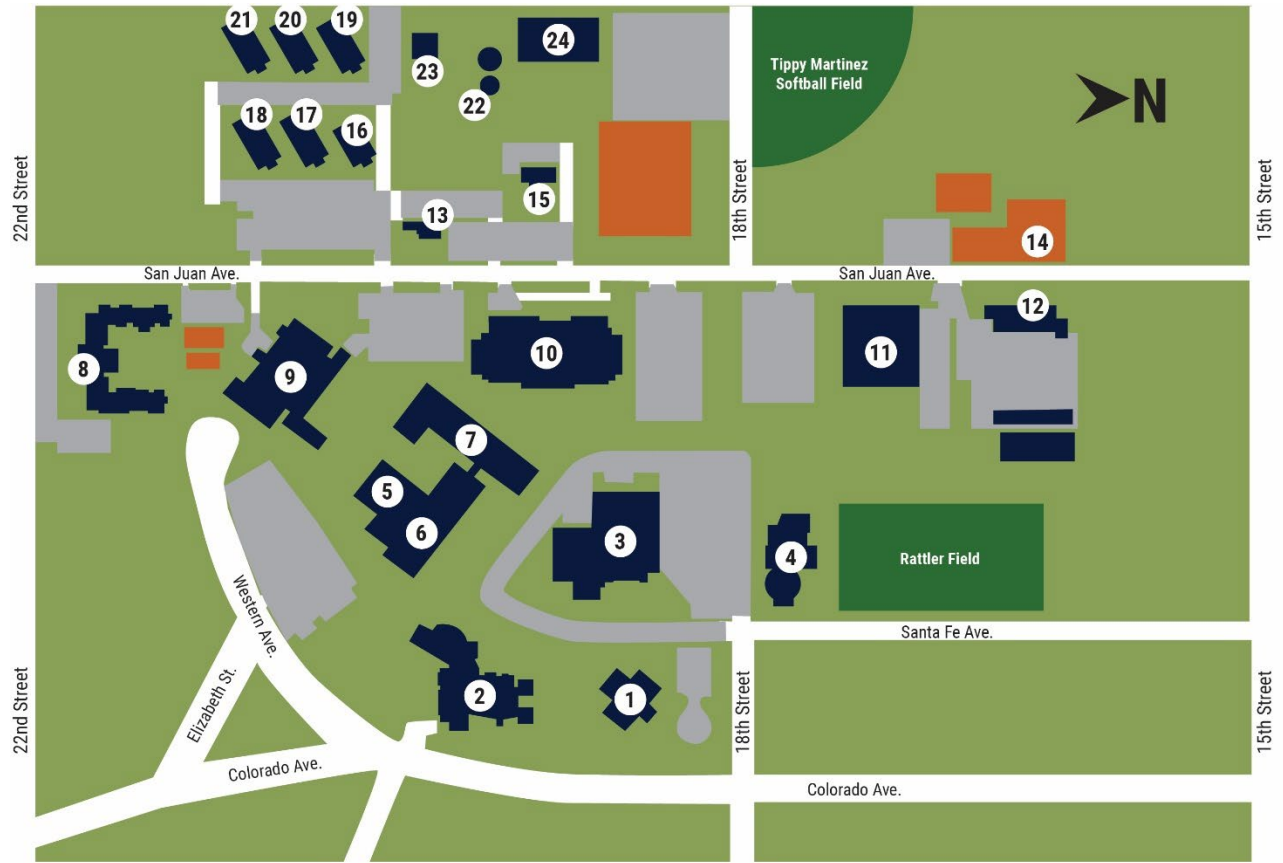 21
20
19
24
23
22
Tippy Martinez
Softball Field
N
18
17
16
15
13
14
22nd Street
18th Street
15th Street
San Juan Ave.
San Juan Ave.
12
11
10
9
8
7
5
6
3
4
Rattler Field
Western Ave.
Elizabeth St.
Santa Fe Ave.
2
1
22nd Street
18th Street
15th Street
Colorado Ave.
Colorado Ave.